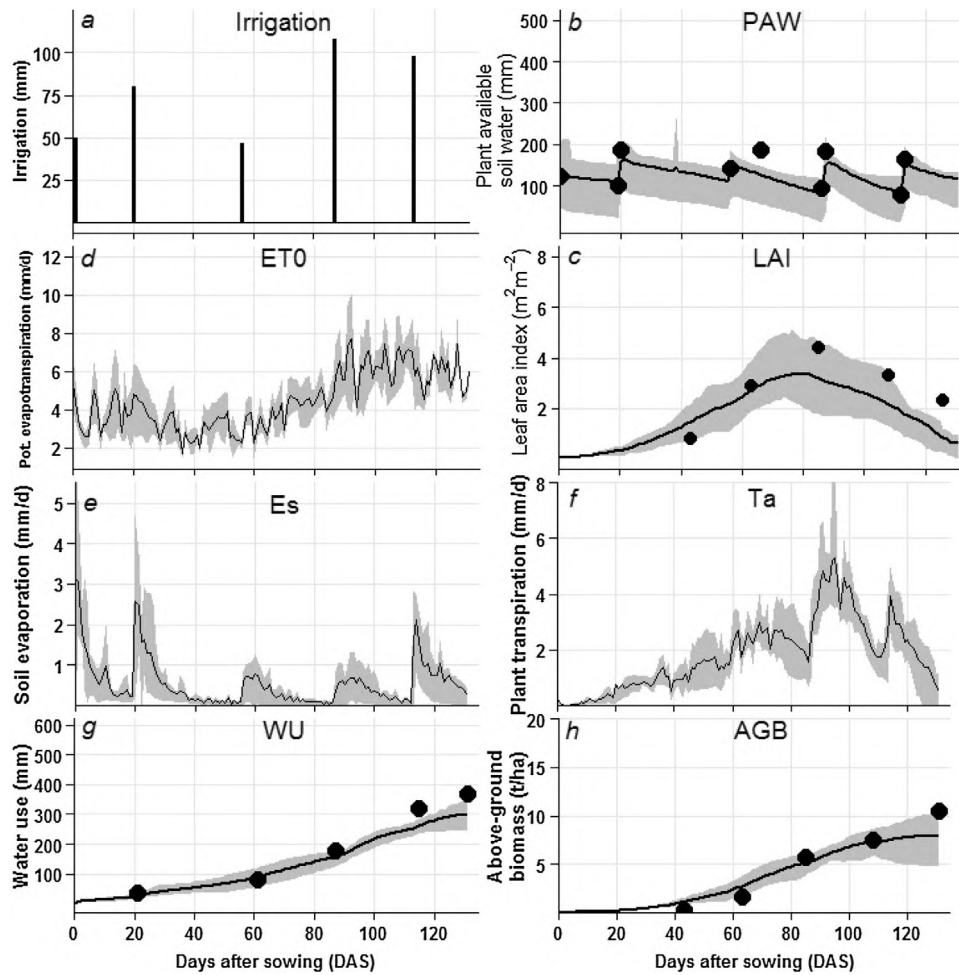 a Irrigation
Irrigation (mm)
100
75
50
25
b PAW
Plant available
soil water (mm)
500
400
300
200
100
d ET0
Pot. evapotranspiration (mm/d)
12
10
8
6
4
2
c LAI
Leaf area index (m²m⁻²)
8
6
4
2
e Es
Soil evaporation (mm/d)
5
4
3
2
1
f Ta
Plant transpiration (mm/d)
8
6
4
2
g WU
Water use (mm)
600
500
400
300
200
100
0 20 40 60 80 100 120
Days after sowing (DAS)
h AGB
Above-ground
biomass (t/ha)
20
15
10
5
0 20 40 60 80 100 120
Days after sowing (DAS)